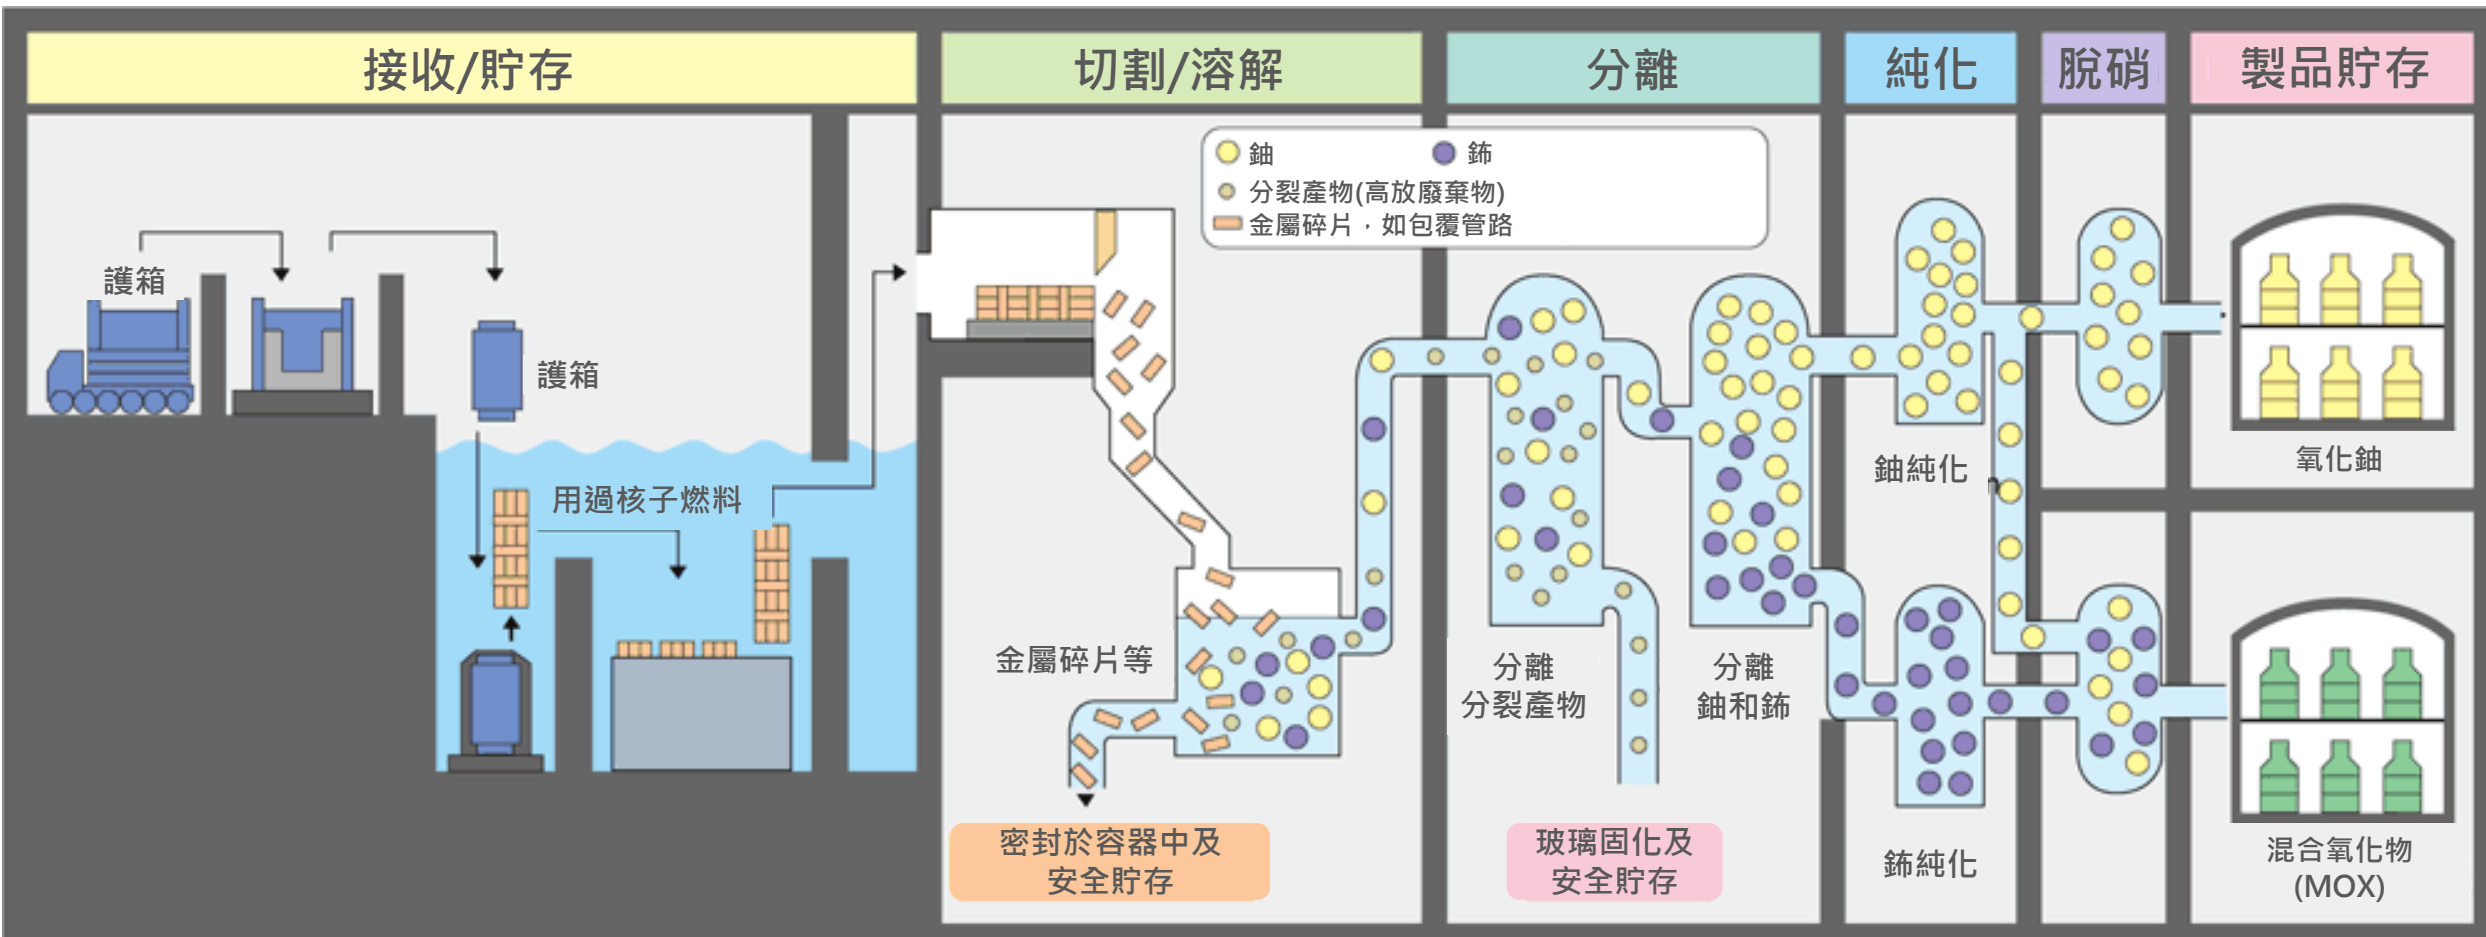 接收/貯存
切割/溶解
分離
純化
脫硝
製品貯存
鈾
鈽
分裂產物(高放廢棄物)
金屬碎片，如包覆管路
護箱
護箱
用過核子燃料
金屬碎片等
密封於容器中及
安全貯存
分離
分裂產物
玻璃固化及
安全貯存
分離
鈾和鈽
鈾純化
鈽純化
氧化鈾
混合氧化物
(MOX)